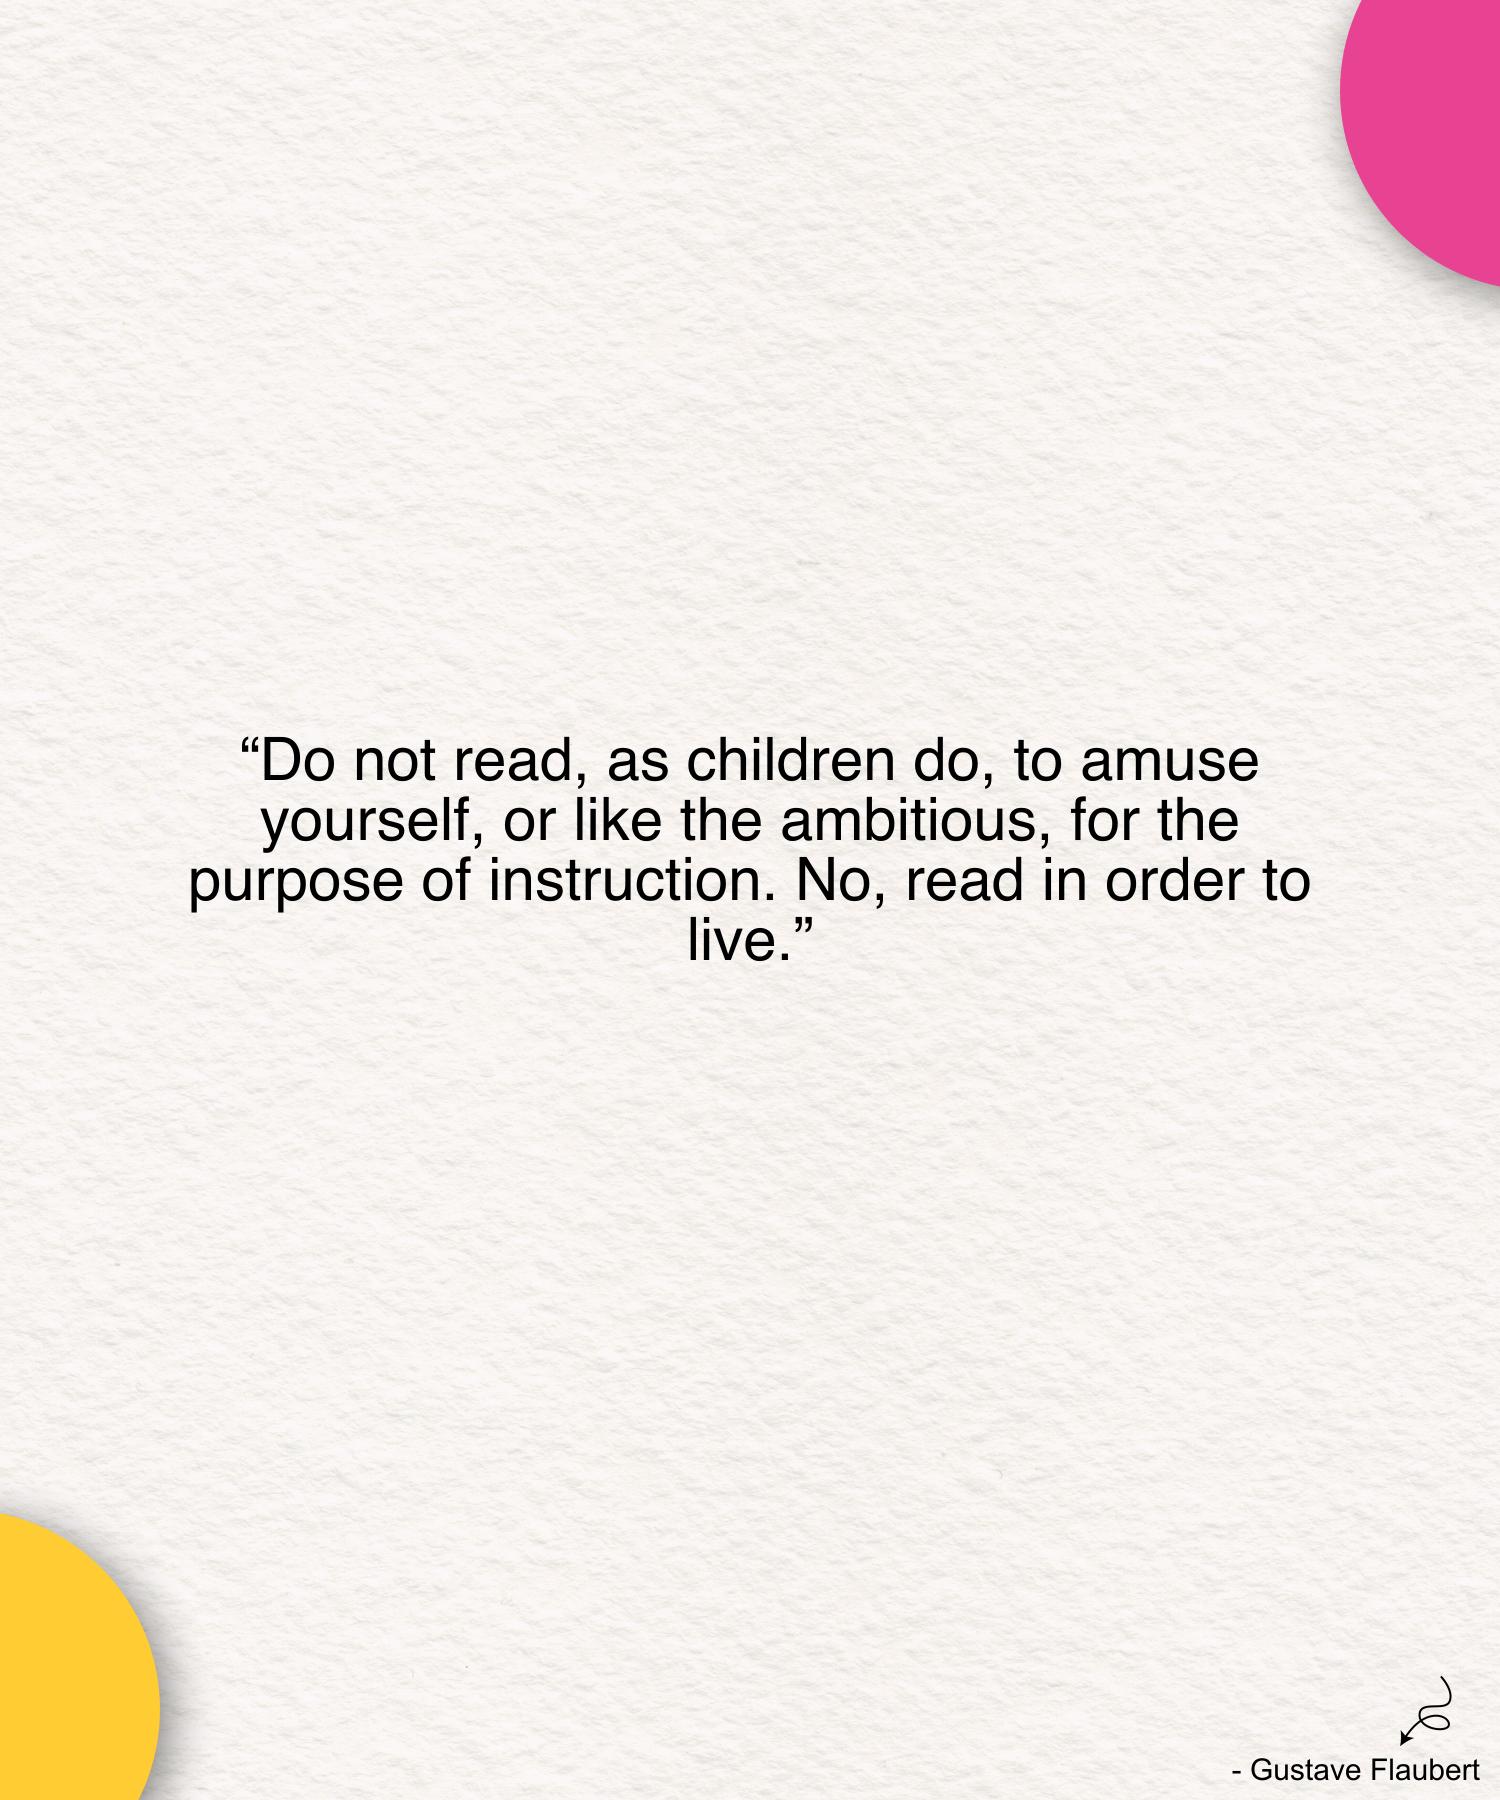 “Do not read, as children do, to amuse
yourself, or like the ambitious, for the
purpose of instruction. No, read in order to
live.”
- Gustave Flaubert